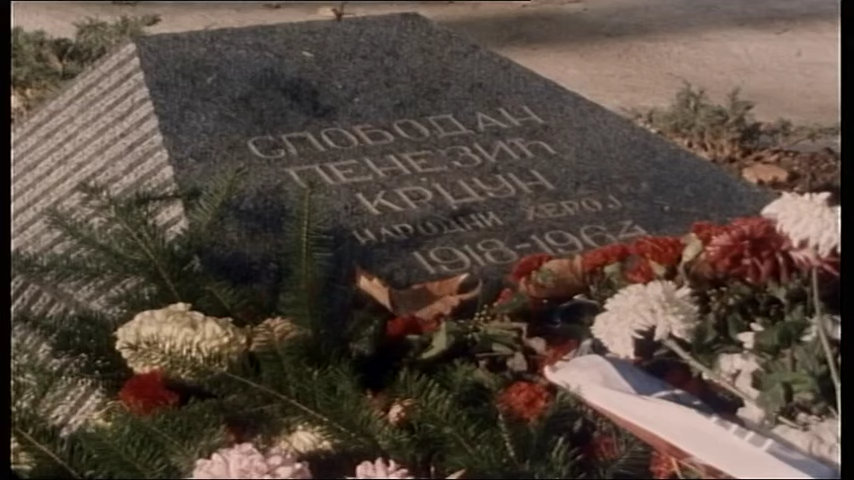 СЛОБОДАН
ПЕНЕЗИЋ
КРЦУН
НАРОДНИ ХЕРОЈ
1918-1964